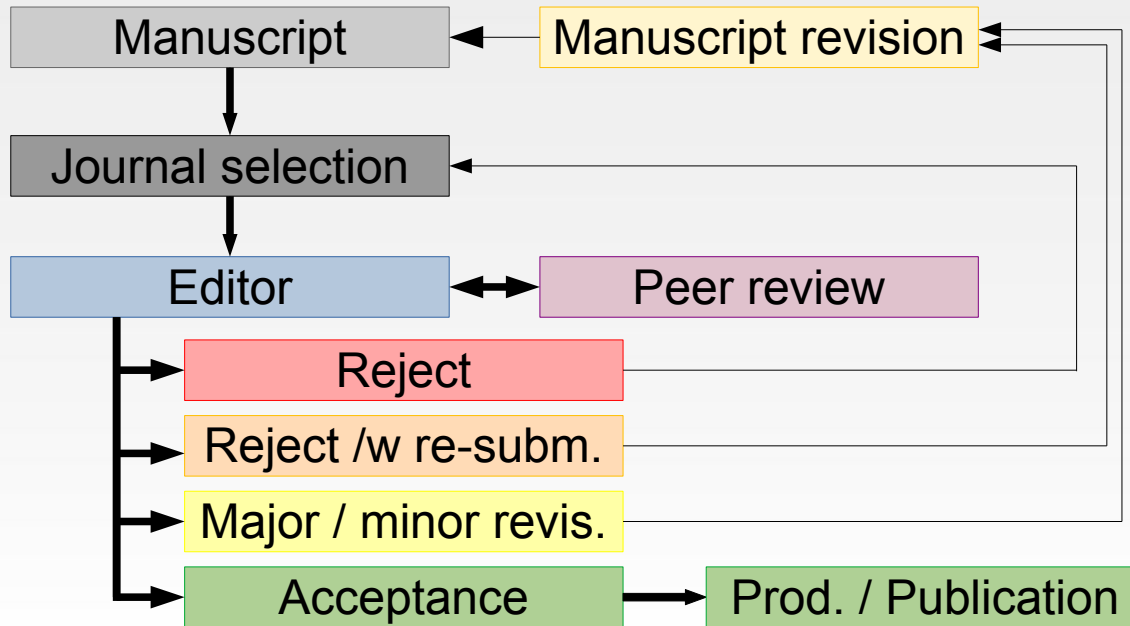 Manuscript
Manuscript revision
Journal selection
Editor
Peer review
Reject
Reject /w re-subm.
Major / minor revis.
Acceptance
Prod. / Publication